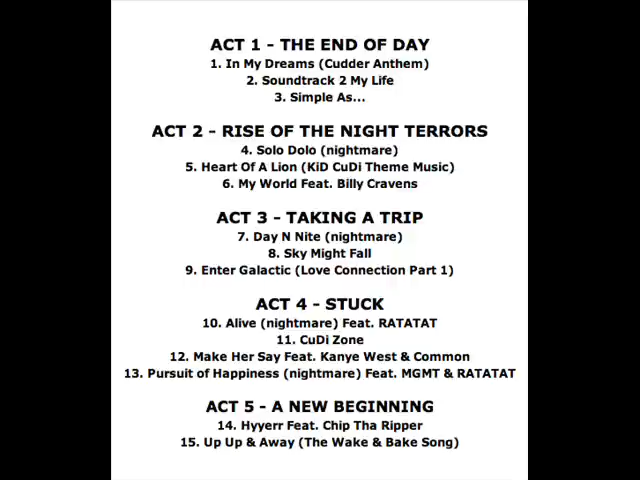 ACT 1 - THE END OF DAY
1. In My Dreams (Cudder Anthem)
2. Soundtrack 2 My Life
3. Simple As...
ACT 2 - RISE OF THE NIGHT TERRORS
4. Solo Dolo (nightmare)
5. Heart Of A Lion (KiD CuDi Theme Music)
6. My World Feat. Billy Cravens
ACT 3 - TAKING A TRIP
7. Day N Nite (nightmare)
8. Sky Might Fall
9. Enter Galactic (Love Connection Part 1)
ACT 4 - STUCK
10. Alive (nightmare) Feat. RATATAT
11. CuDi Zone
12. Make Her Say Feat. Kanye West & Common
13. Pursuit of Happiness (nightmare) Feat. MGMT & RATATAT
ACT 5 - A NEW BEGINNING
14. Hyyerr Feat. Chip Tha Ripper
15. Up Up & Away (The Wake & Bake Song)